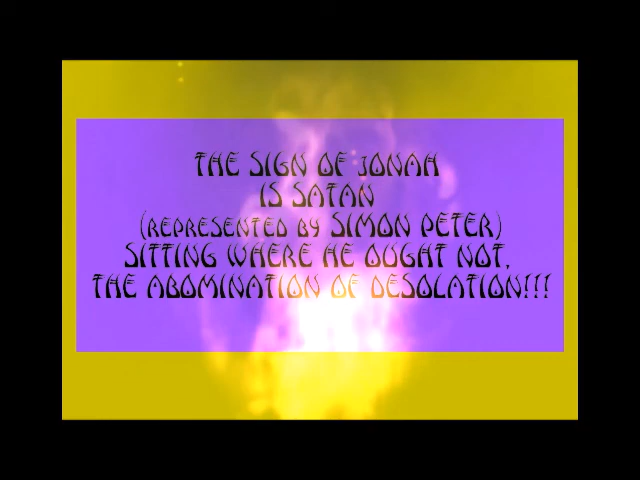 THE SIGN OF JONAH
IS SATAN
(REPRESENTED BY SIMON PETER)
SITTING WHERE HE OUGHT NOT,
THE ABOMINATION OF DESOLATION!!!